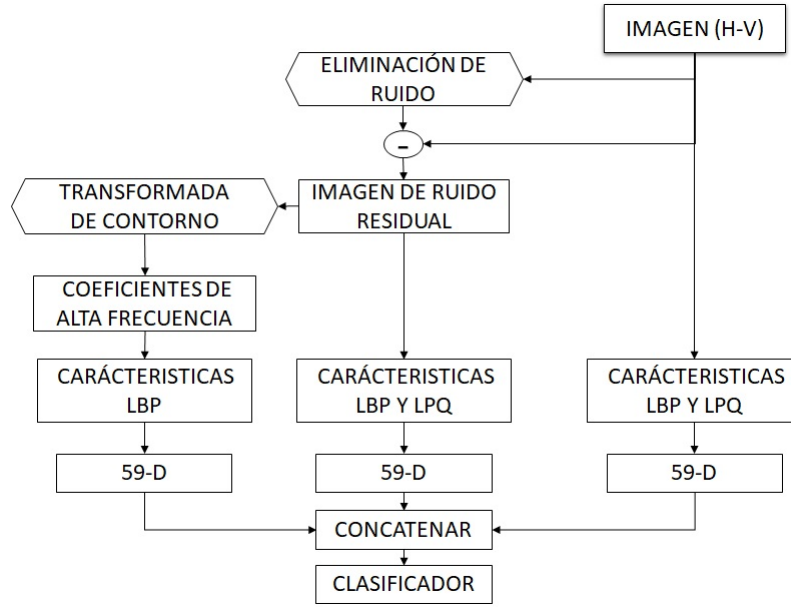 IMAGEN (H-V)
ELIMINACIÓN DE
RUIDO
-
TRANSFORMADA
DE CONTORNO
IMAGEN DE RUIDO
RESIDUAL
COEFICIENTES DE
ALTA FRECUENCIA
CARÁCTERISTICAS
LBP
CARÁCTERISTICAS
LBP Y LPQ
CARÁCTERISTICAS
LBP Y LPQ
59-D
59-D
59-D
CONCATENAR
CLASIFICADOR